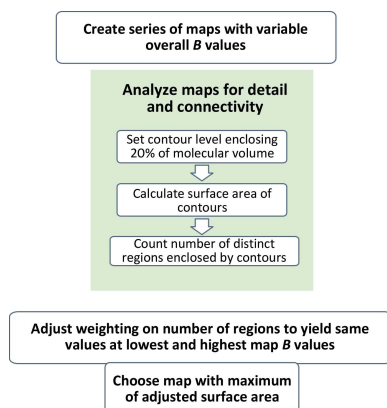 Create series of maps with variable
overall B values
Analyze maps for detail
and connectivity
Set contour level enclosing
20% of molecular volume
Calculate surface area of
contours
Count number of distinct
regions enclosed by contours
Adjust weighting on number of regions to yield same
values at lowest and highest map B values
Choose map with maximum
of adjusted surface area